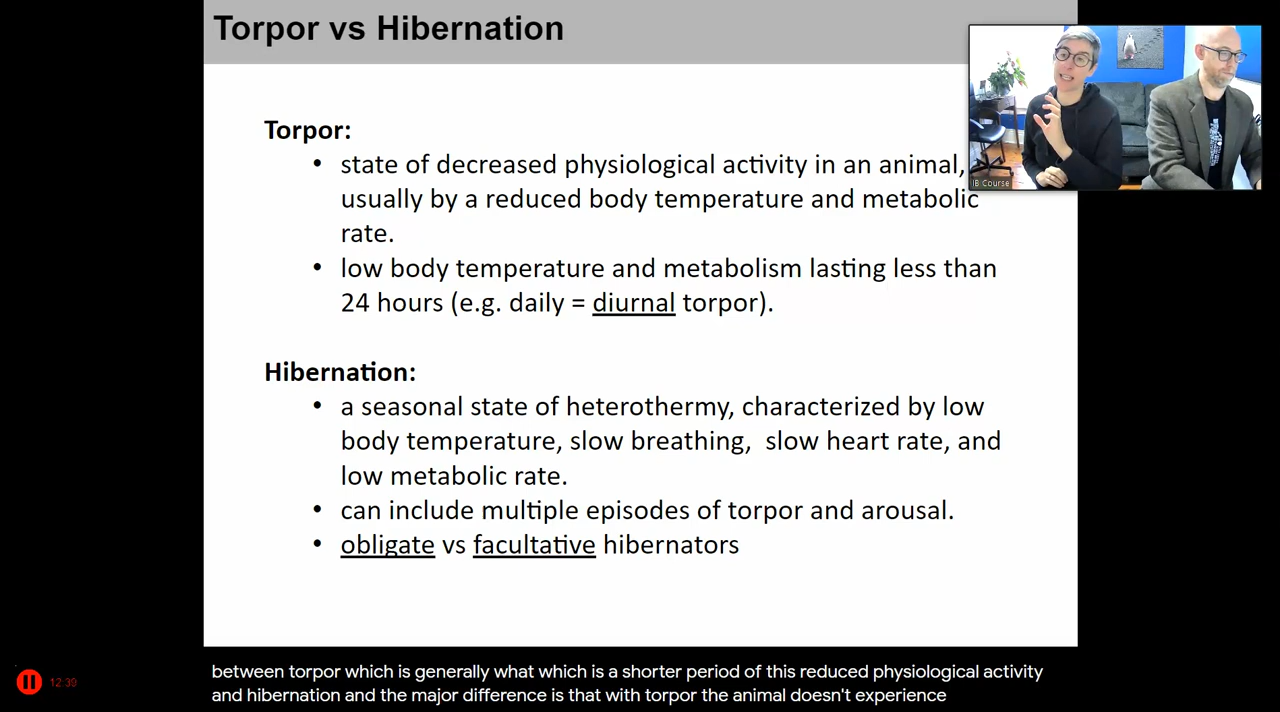 Torpor vs Hibernation
IB Course
Torpor:
• state of decreased physiological activity in an animal,
usually by a reduced body temperature and metabolic
rate.
• low body temperature and metabolism lasting less than
24 hours (e.g. daily = diurnal torpor).
Hibernation:
• a seasonal state of heterothermy, characterized by low
body temperature, slow breathing,  slow heart rate, and
low metabolic rate.
• can include multiple episodes of torpor and arousal.
• obligate vs facultative hibernators
between torpor which is generally what which is a shorter period of this reduced physiological activity
and hibernation and the major difference is that with torpor the animal doesn't experience
12:30